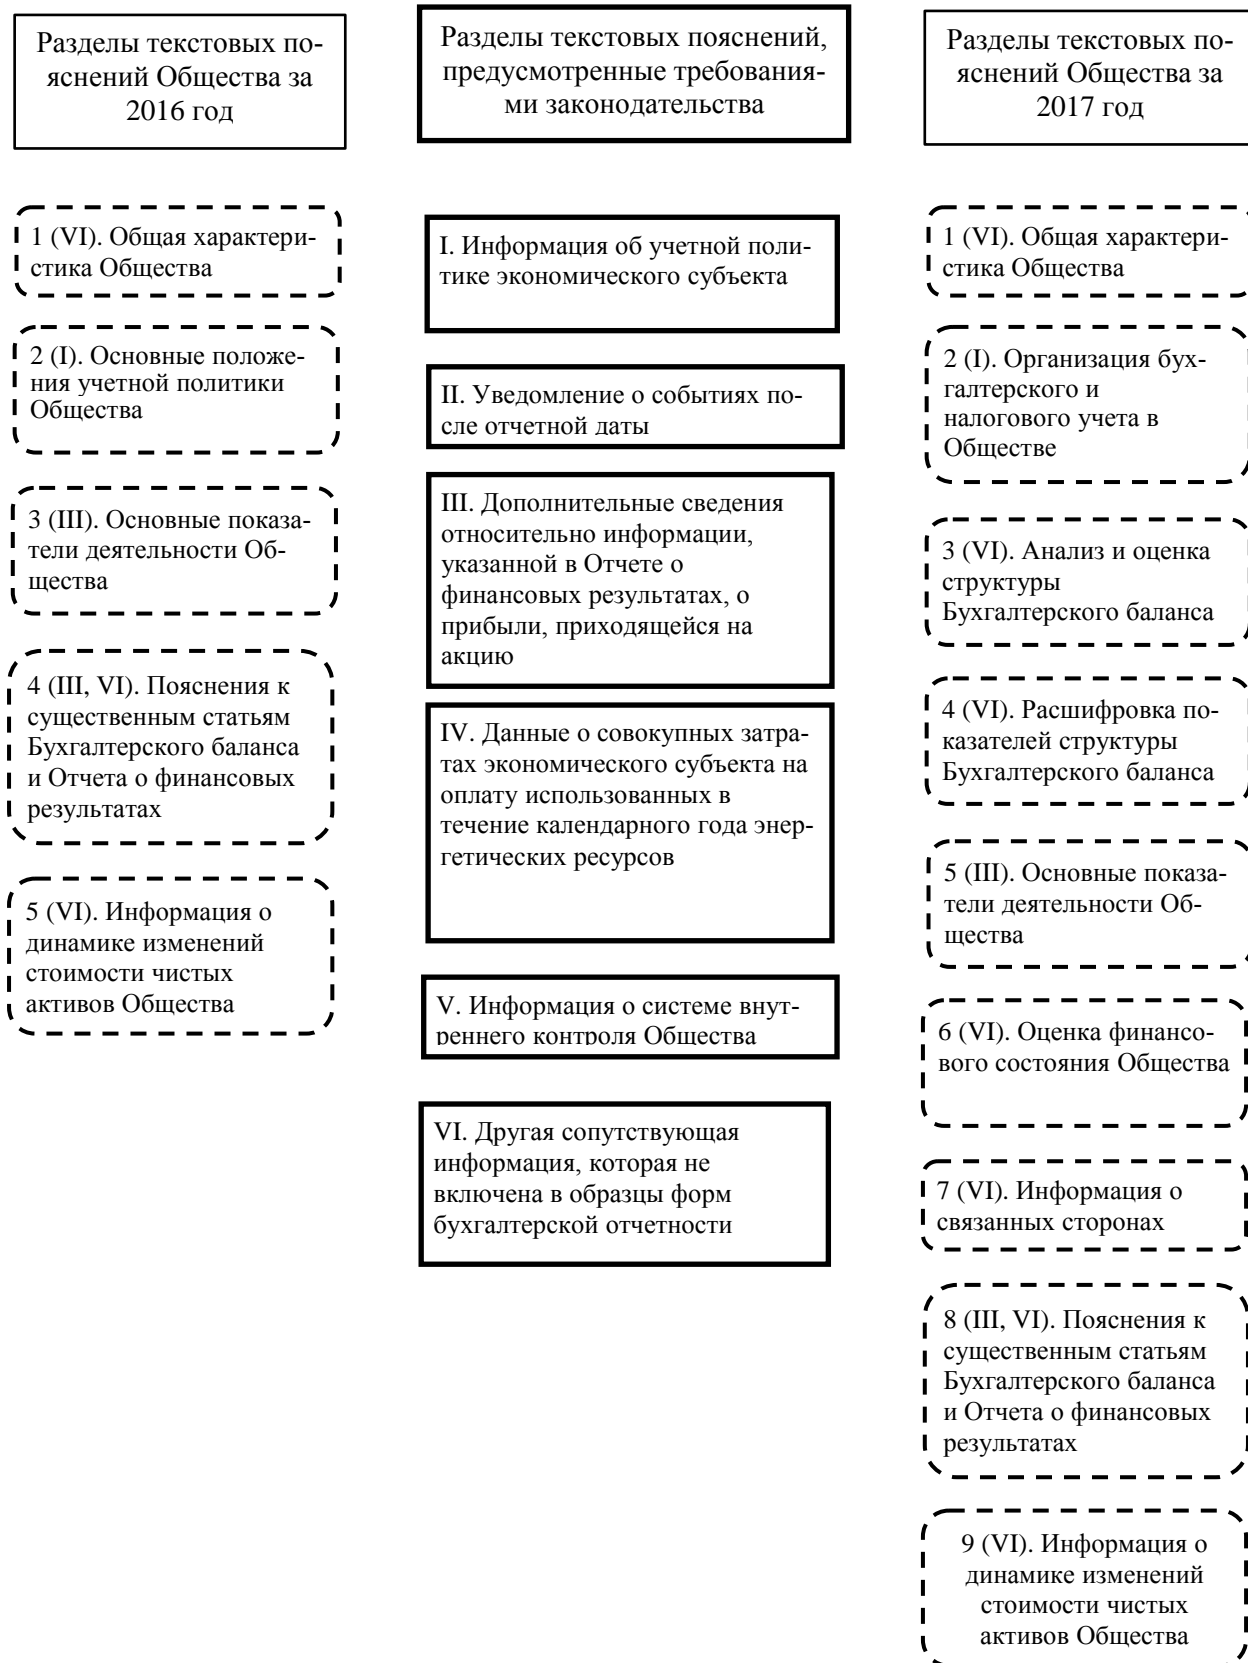 Разделы текстовых по-
яснений Общества за
2016 год
1 (VI). Общая характери-
стика Общества
2 (I). Основные положе-
ния учетной политики
Общества
3 (III). Основные показа-
тели деятельности Об-
щества
4 (III, VI). Пояснения к
существенным статьям
Бухгалтерского баланса
и Отчета о финансовых
результатах
5 (VI). Информация о
динамике изменений
стоимости чистых
активов Общества
Разделы текстовых пояснений,
предусмотренные требования-
ми законодательства
I. Информация об учетной поли-
тике экономического субъекта
II. Уведомление о событиях по-
сле отчетной даты
III. Дополнительные сведения
относительно информации,
указанной в Отчете о
финансовых результатах, о
прибыли, приходящейся на
акцию
IV. Данные о совокупных затра-
тах экономического субъекта на
оплату использованных в
течение календарного года энер-
гетических ресурсов
V. Информация о системе внут-
реннего контроля Общества
VI. Другая сопутствующая
информация, которая не
включена в образцы форм
бухгалтерской отчетности
Разделы текстовых по-
яснений Общества за
2017 год
1 (VI). Общая характери-
стика Общества
2 (I). Организация бух-
галтерского и
налогового учета в
Обществе
3 (VI). Анализ и оценка
структуры
Бухгалтерского баланса
4 (VI). Расшифровка по-
казателей структуры
Бухгалтерского баланса
5 (III). Основные показа-
тели деятельности Об-
щества
6 (VI). Оценка финансо-
вого состояния Общества
7 (VI). Информация о
связанных сторонах
8 (III, VI). Пояснения к
существенным статьям
Бухгалтерского баланса
и Отчета о финансовых
результатах
9 (VI). Информация о
динамике изменений
стоимости чистых
активов Общества